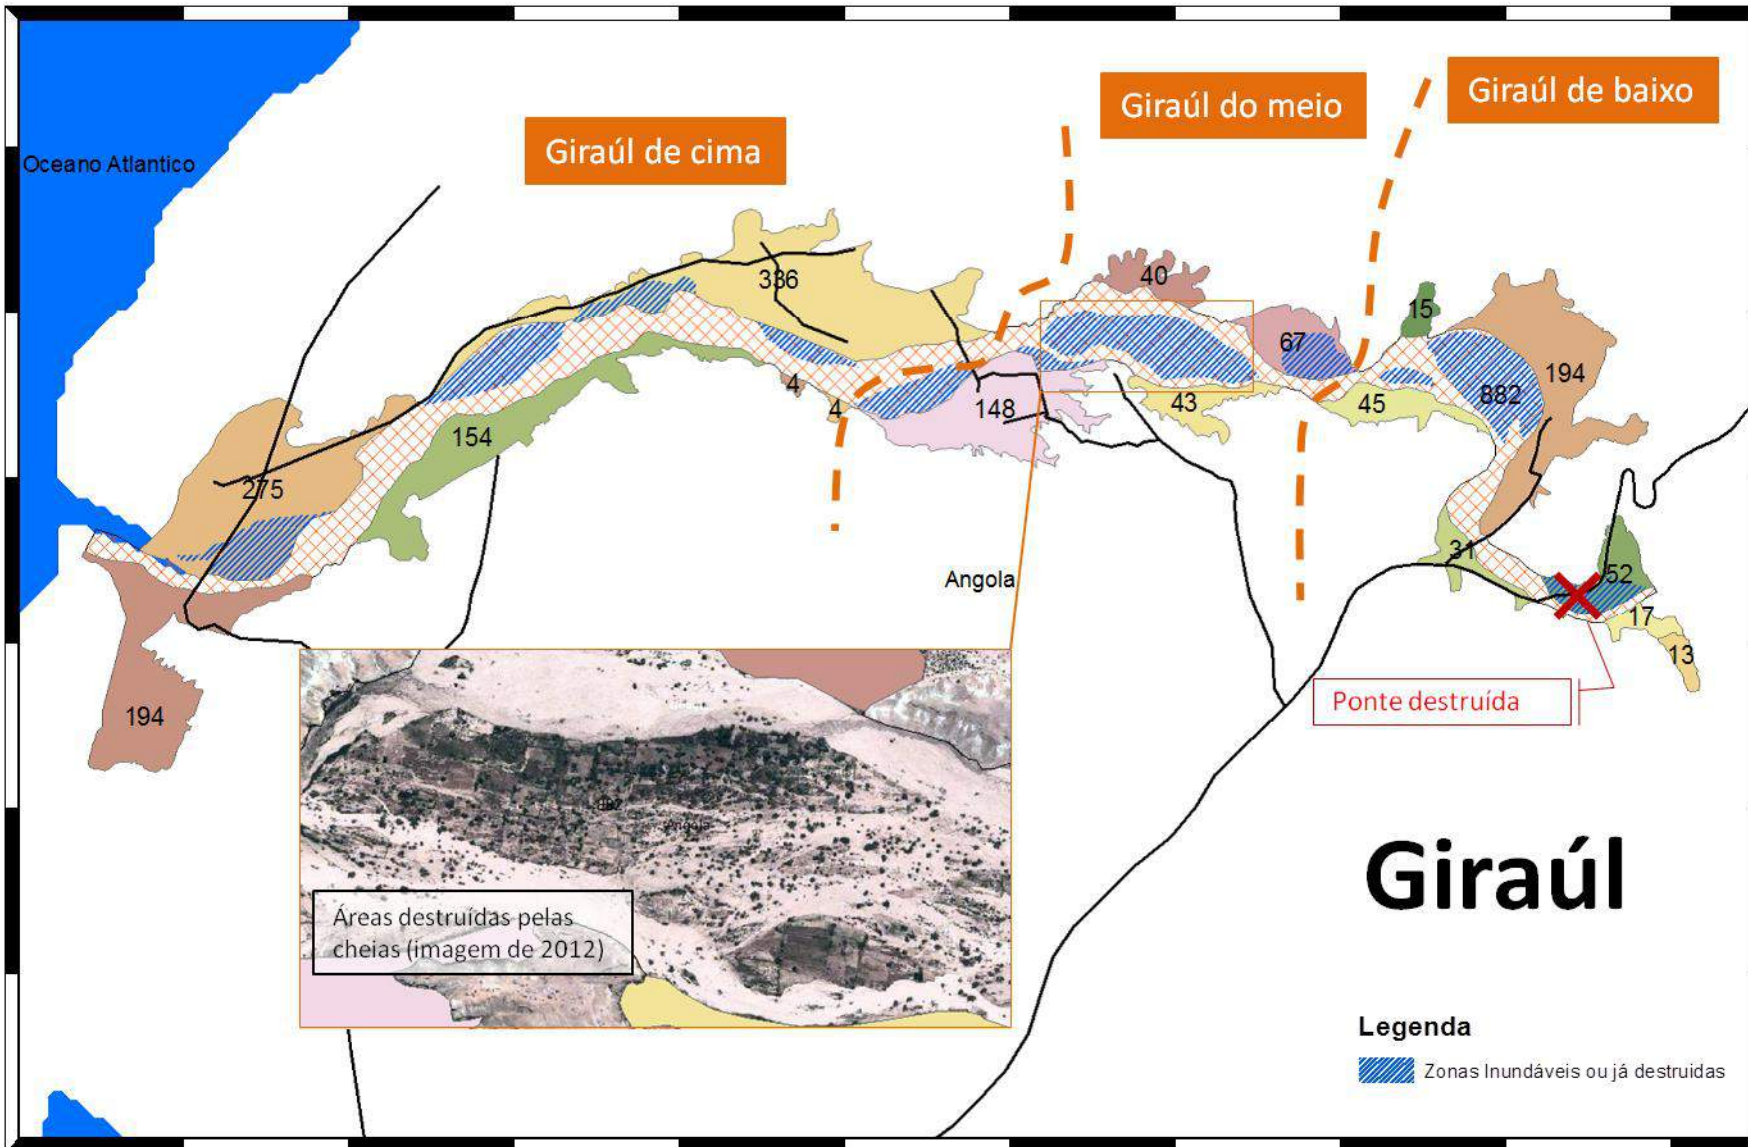 Giraúl de baixo
Giraúl do meio
Giraúl de cima
Oceano Atlantico
336
40
15
67
194
882
4
4
148
43
45
154
275
31
52
17
13
194
Angola
Ponte destruída
882
Angola
Áreas destruídas pelas
cheias (imagem de 2012)
Giraúl
Legenda
Zonas Inundáveis ou já destruidas